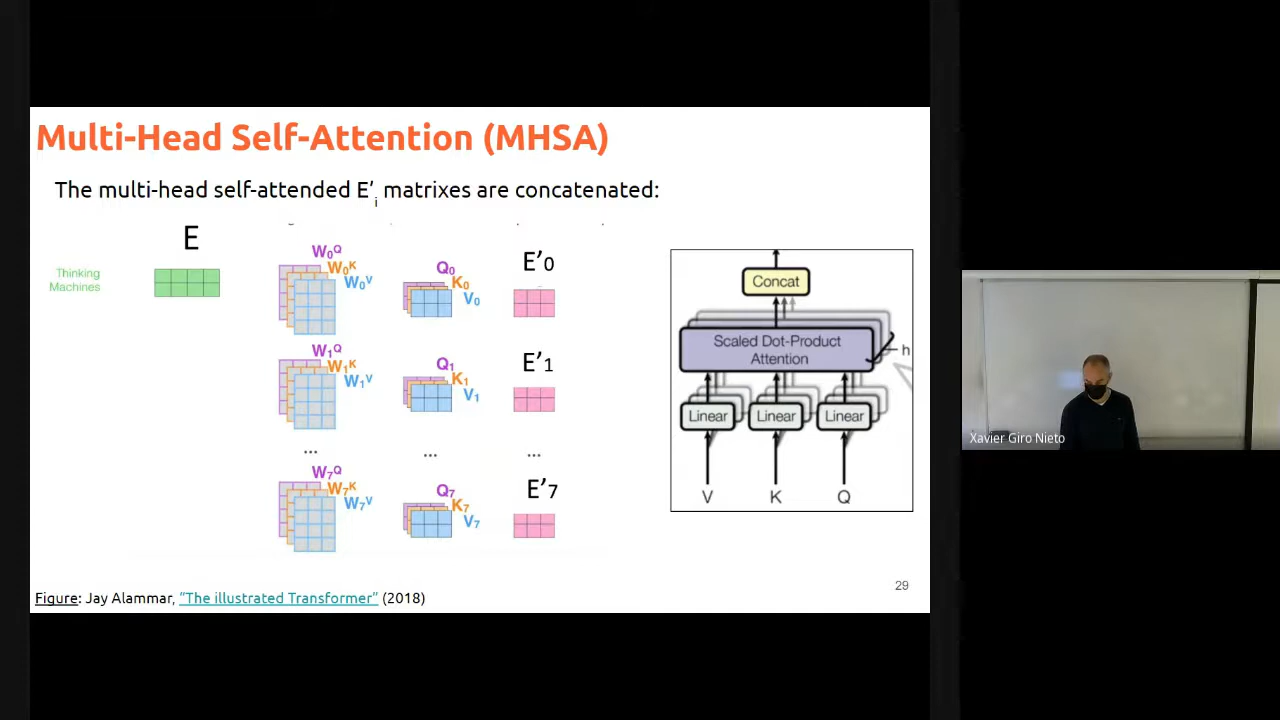 Multi-Head Self-Attention (MHSA)
The multi-head self-attended E'i matrixes are concatenated:
E
Thinking
Machines
W0Q
W0K
W0V
Q0
K0
V0
E'0
W1Q
W1K
W1V
Q1
K1
V1
E'1
... ... ...
W7Q
W7K
W7V
Q7
K7
V7
E'7
Concat
Scaled Dot-Product
Attention
h
Linear Linear Linear
V K Q
29
Figure: Jay Alammar, "The illustrated Transformer" (2018)
Xavier Giro Nieto